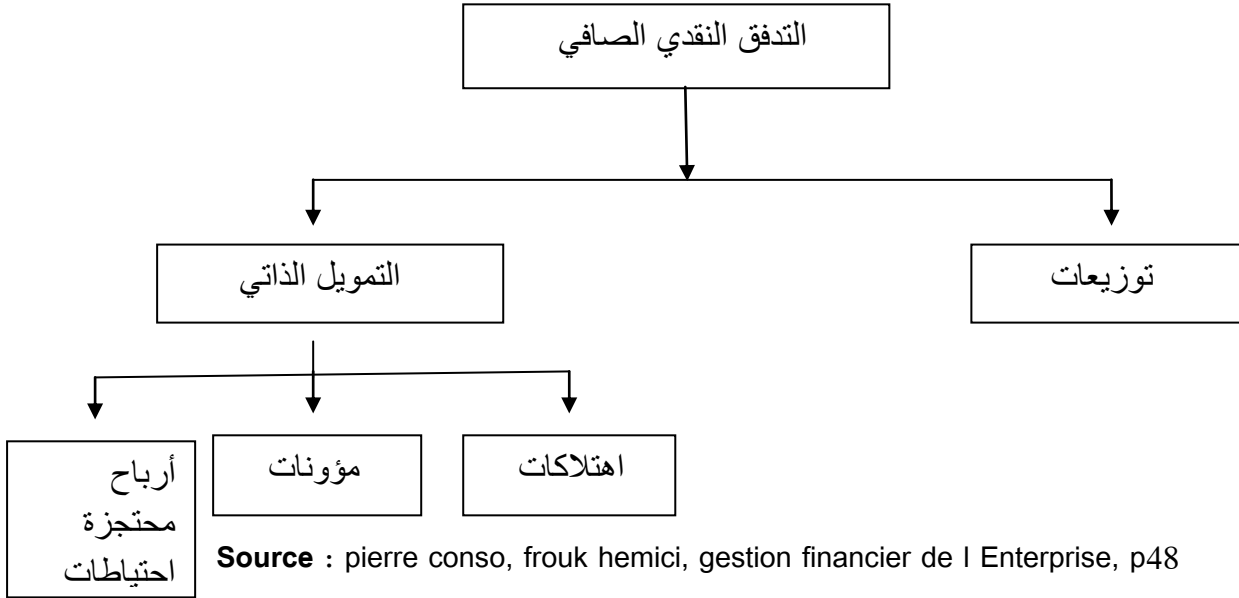 التدفق النقدي الصافي
توزيعات
التمويل الذاتي
اهتلاكات
مؤونات
أرباح
محتجزة
احتياطات
Source : pierre conso, frouk hemici, gestion financier de l Enterprise, p48